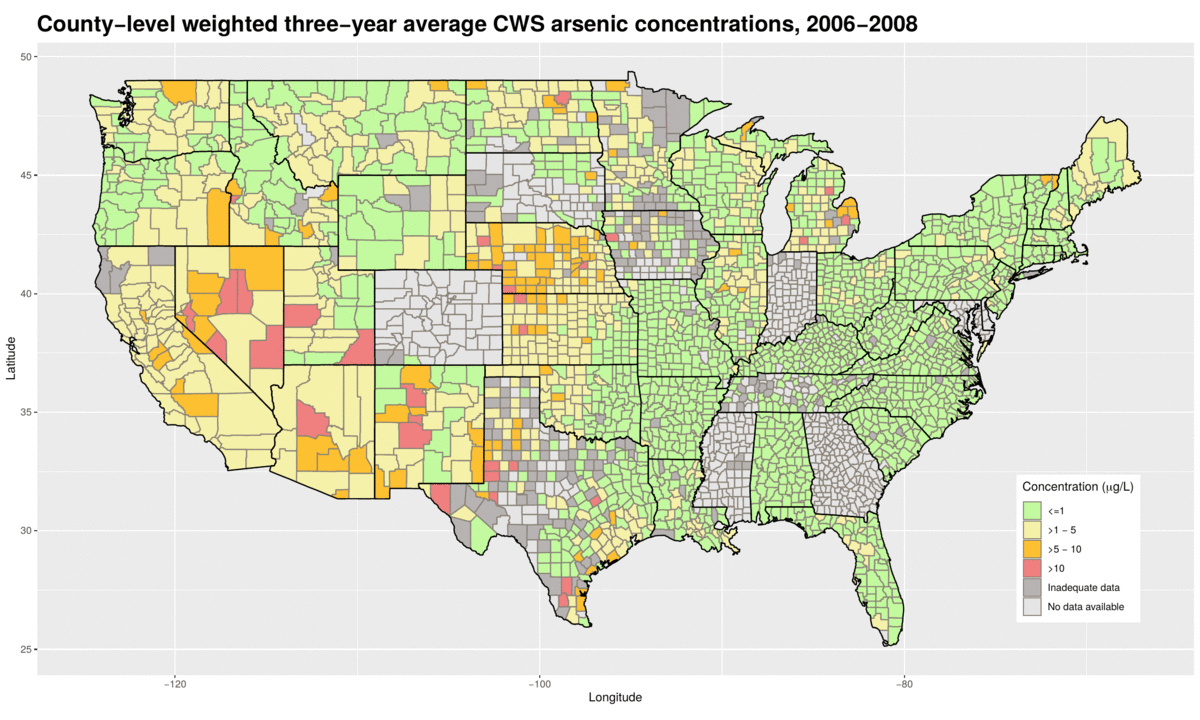 County−level weighted three−year average CWS arsenic concentrations, 2006−2008
50
45
40
35
30
25
Latitude
−120
−100
−80
Longitude
Concentration (μg/L)
<=1
>1 − 5
>5 − 10
>10
Inadequate data
No data available